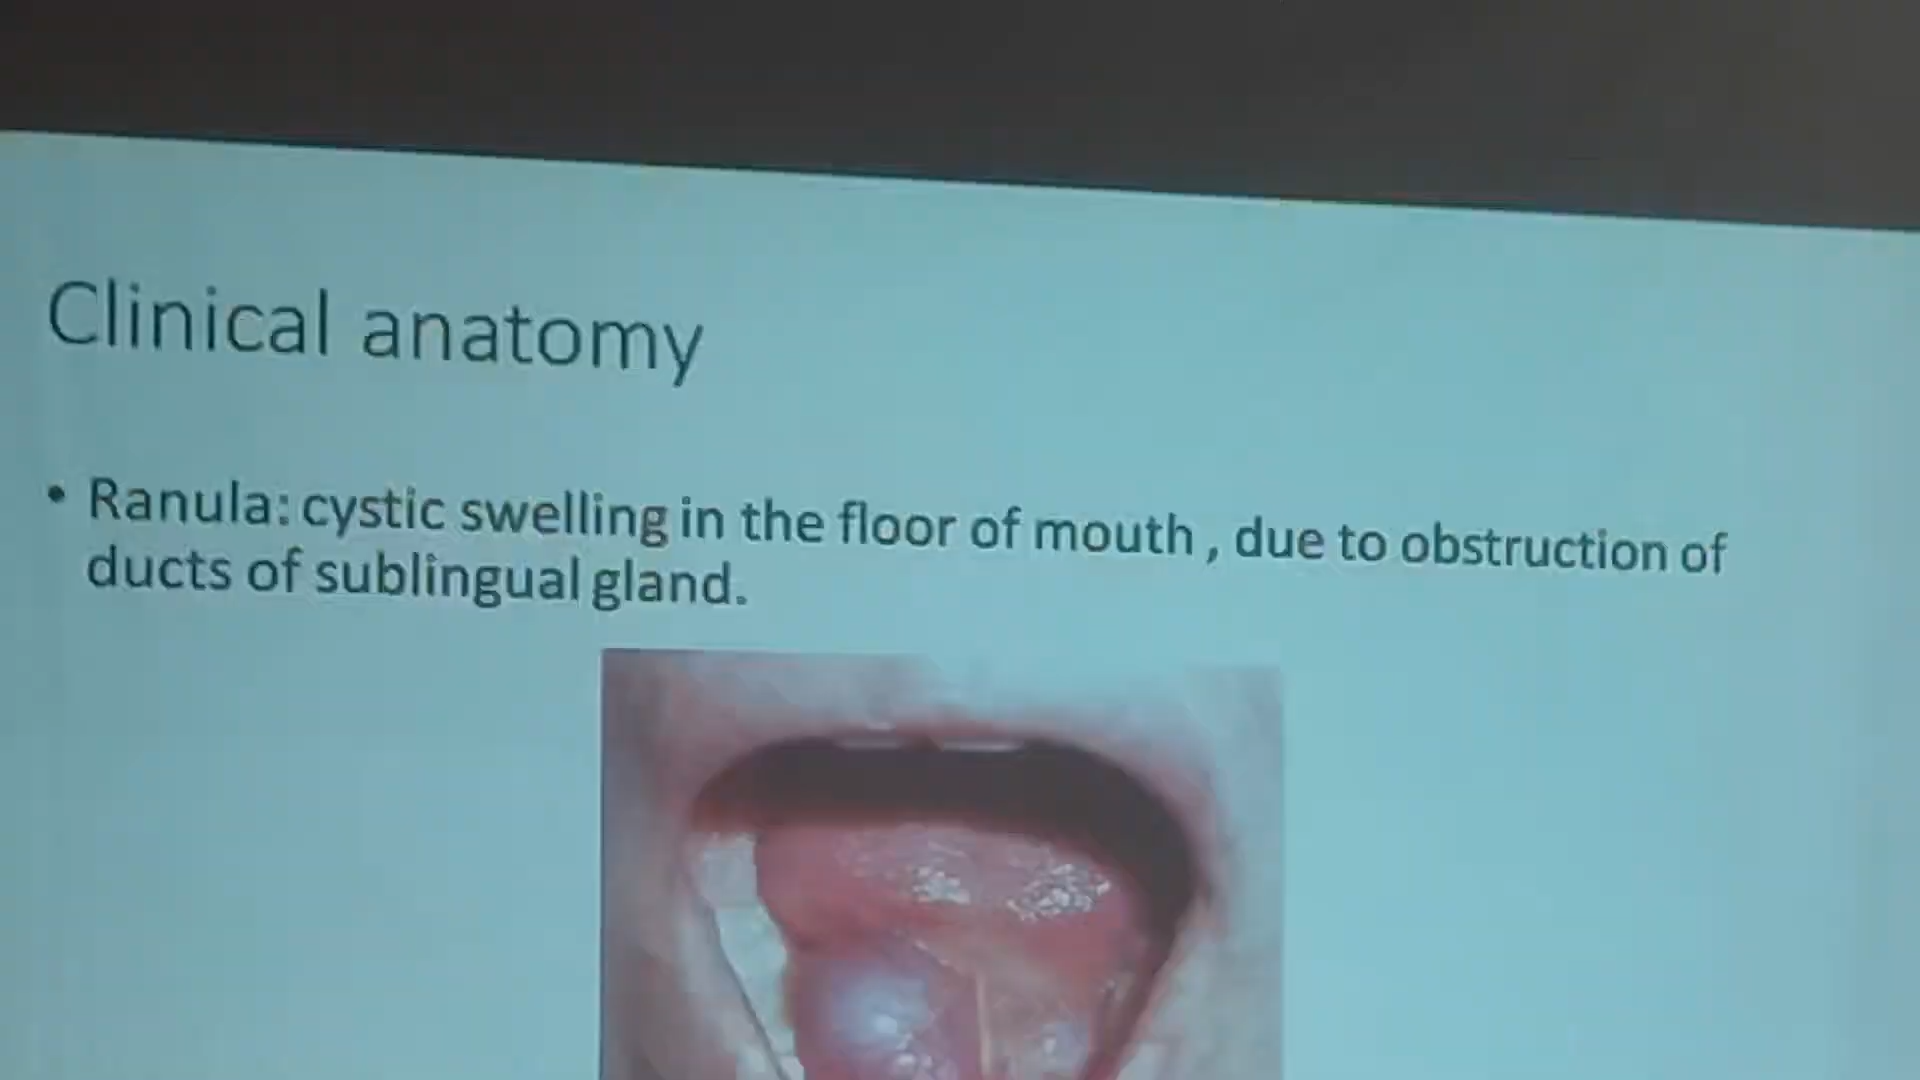 Clinical anatomy
• Ranula: cystic swelling in the floor of mouth , due to obstruction of
ducts of sublingual gland.